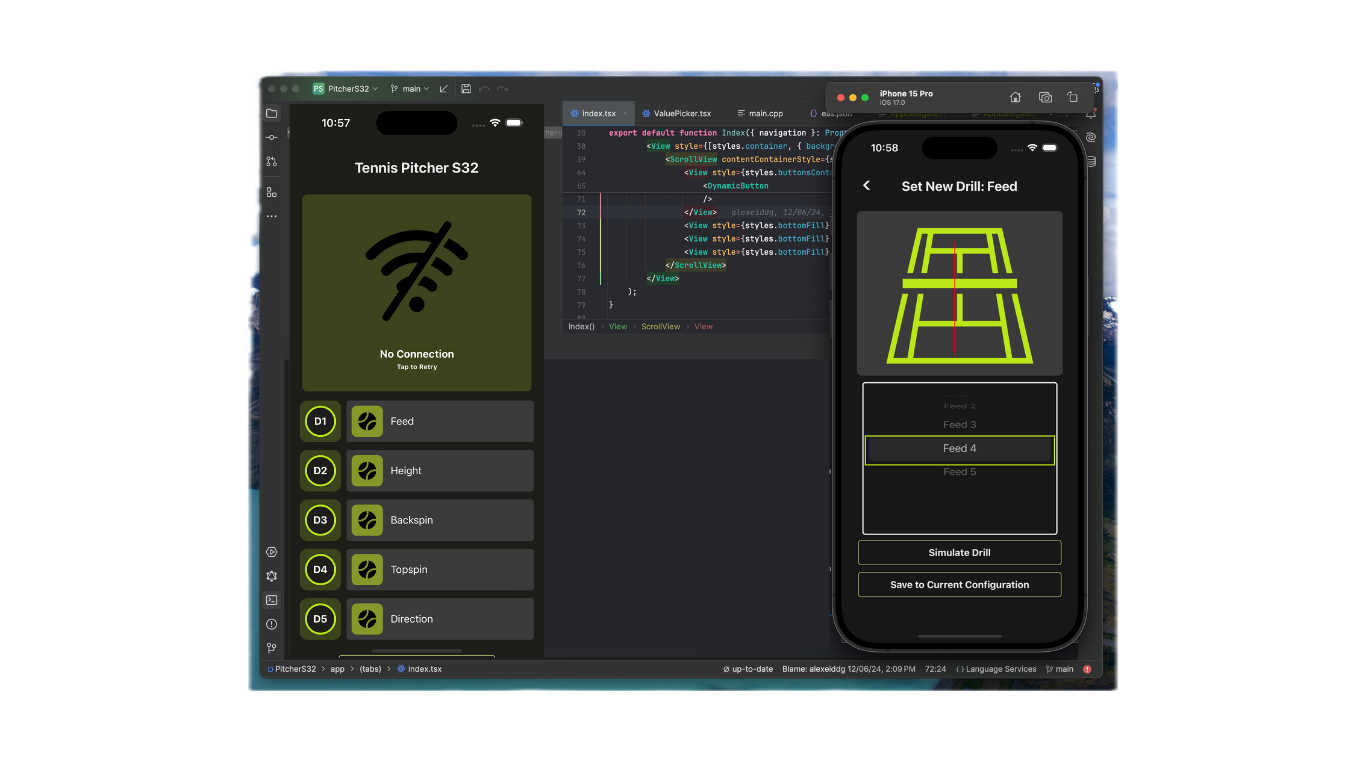 PS PitcherS32 main
index.tsx ValuePicker.tsx main.cpp eas.json
iPhone 15 Pro
iOS 17.0
10:57
Tennis Pitcher S32
No Connection
Tap to Retry
D1 Feed
D2 Height
D3 Backspin
D4 Topspin
D5 Direction
28 export default function Index({ navigation }: Prop
38 <View style={[styles.container, { backgr
39 <ScrollView contentContainerStyle={s
64 <View style={styles.buttonsConta
65 <DynamicButton
71 />
72 </View> alexeiddg, 12/06/24,
73 <View style={styles.bottomFill}
74 <View style={styles.bottomFill}
75 <View style={styles.bottomFill}
76 </ScrollView>
77 </View>
78 );
79 }
Index() › View › ScrollView › View
10:58
Set New Drill: Feed
Feed 2
Feed 3
Feed 4
Feed 5
Simulate Drill
Save to Current Configuration
PitcherS32 › app › (tabs) › index.tsx up-to-date Blame: alexeiddg 12/06/24, 2:09 PM 72:24 Language Services main